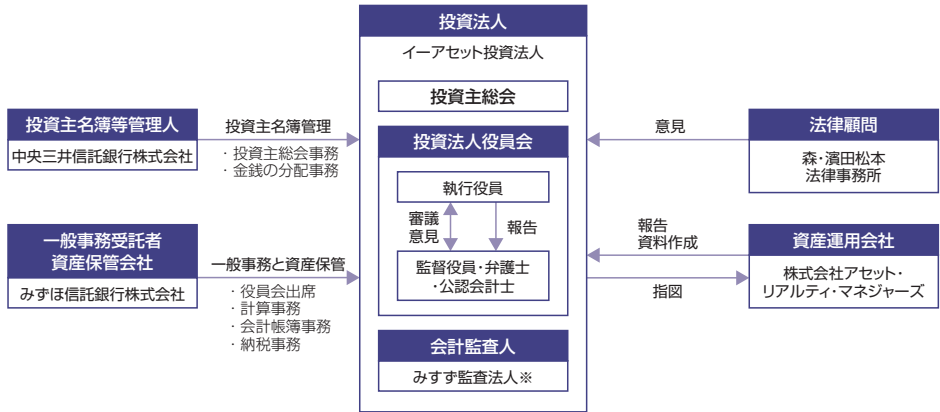 投資法人
イーアセット投資法人
投資主総会
投資主名簿等管理人
中央三井信託銀行株式会社
投資主名簿管理
・投資主総会事務
・金銭の分配事務
投資法人役員会
執行役員
審議
意見
報告
監督役員・弁護士
・公認会計士
意見
法律顧問
森・濱田松本
法律事務所
一般事務受託者
資産保管会社
みずほ信託銀行株式会社
一般事務と資産保管
・役員会出席
・計算事務
・会計帳簿事務
・納税事務
報告
資料作成
指図
資産運用会社
株式会社アセット・
リアルティ・マネジャーズ
会計監査人
みすず監査法人※